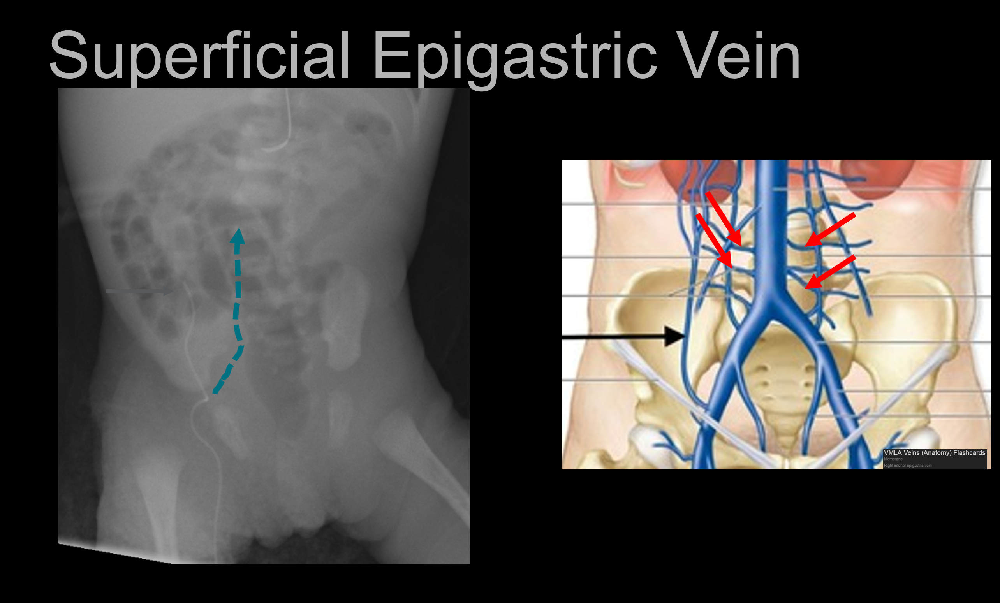 Superficial Epigastric Vein
VMLA Veins (Anatomy) Flashcards
Memorang
Right inferior epigastric vein